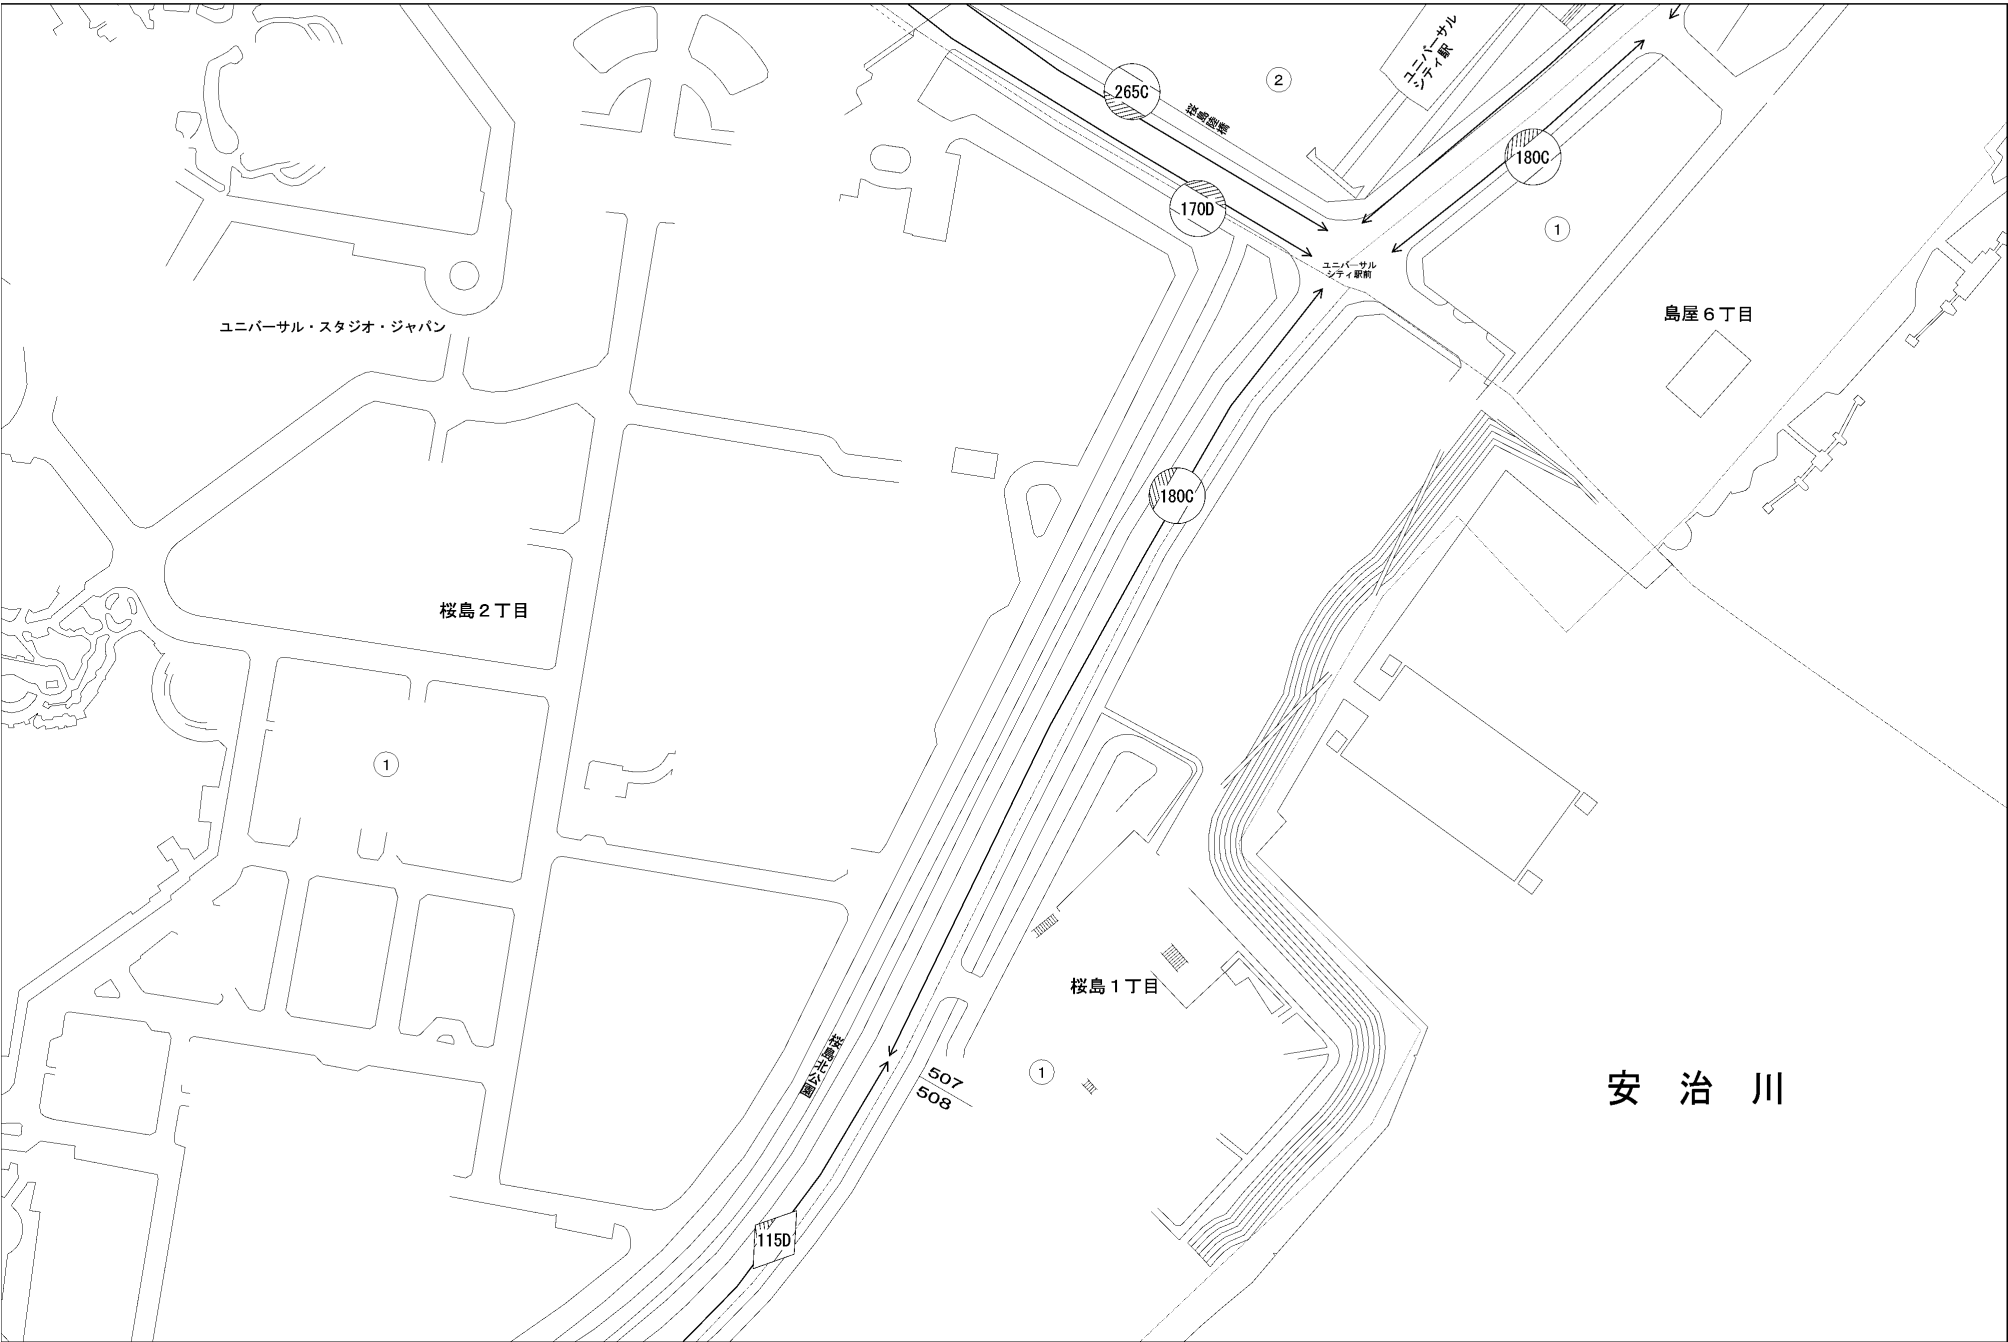 ユニバーサル
シティ駅
265C
②
桜島陸橋
180C
170D
①
ユニバーサル
シティ駅前
島屋6丁目
ユニバーサル・スタジオ・ジャパン
180C
桜島2丁目
①
桜島1丁目
桜島北公園
507
508
①
安治川
115D